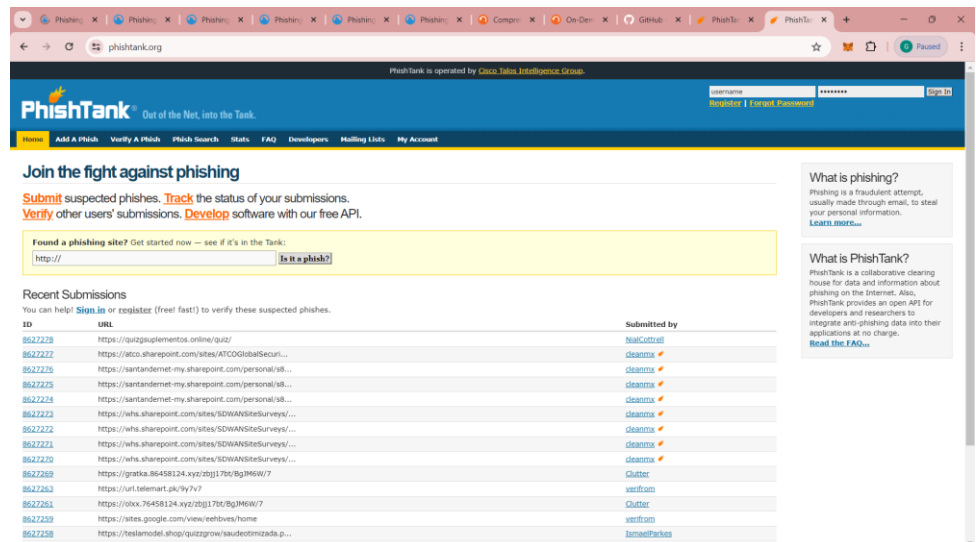 Phishing
Phishing
Phishing
Phishing
Phishing
Phishing
Compre
On-Dem
GitHub
PhishTan
PhishTan
phishtank.org
G
Paused
PhishTank is operated by Cisco Talos Intelligence Group.
PhishTank® Out of the Net, into the Tank.
username
Sign In
Register | Forgot Password
Home Add A Phish Verify A Phish Phish Search Stats FAQ Developers Mailing Lists My Account
Join the fight against phishing
Submit suspected phishes. Track the status of your submissions.
Verify other users' submissions. Develop software with our free API.
Found a phishing site? Get started now — see if it's in the Tank:
http:// Is it a phish?
Recent Submissions
You can help! Sign in or register (free! fast!) to verify these suspected phishes.
ID URL Submitted by
8627278 https://quizgsuplementos.online/quiz/ NialCottrell
8627277 https://atco.sharepoint.com/sites/ATCOGlobalSecuri... cleanmx
8627276 https://santandernet-my.sharepoint.com/personal/s8... cleanmx
8627275 https://santandernet-my.sharepoint.com/personal/s8... cleanmx
8627274 https://santandernet-my.sharepoint.com/personal/s8... cleanmx
8627273 https://whs.sharepoint.com/sites/SDWANSiteSurveys/... cleanmx
8627272 https://whs.sharepoint.com/sites/SDWANSiteSurveys/... cleanmx
8627271 https://whs.sharepoint.com/sites/SDWANSiteSurveys/... cleanmx
8627270 https://whs.sharepoint.com/sites/SDWANSiteSurveys/... cleanmx
8627269 https://gratka.86458124.xyz/zbjj17bt/BgJM6W/7 Clutter
8627263 https://url.telemart.pk/9y7v7 verifrom
8627261 https://olxx.76458124.xyz/zbjj17bt/BgJM6W/7 Clutter
8627259 https://sites.google.com/view/eehbves/home verifrom
8627258 https://teslamodel.shop/quizzgrow/saudeotimizada.p... IsmaelParkes
What is phishing?
Phishing is a fraudulent attempt,
usually made through email, to steal
your personal information.
Learn more...
What is PhishTank?
PhishTank is a collaborative clearing
house for data and information about
phishing on the Internet. Also,
PhishTank provides an open API for
developers and researchers to
integrate anti-phishing data into their
applications at no charge.
Read the FAQ...